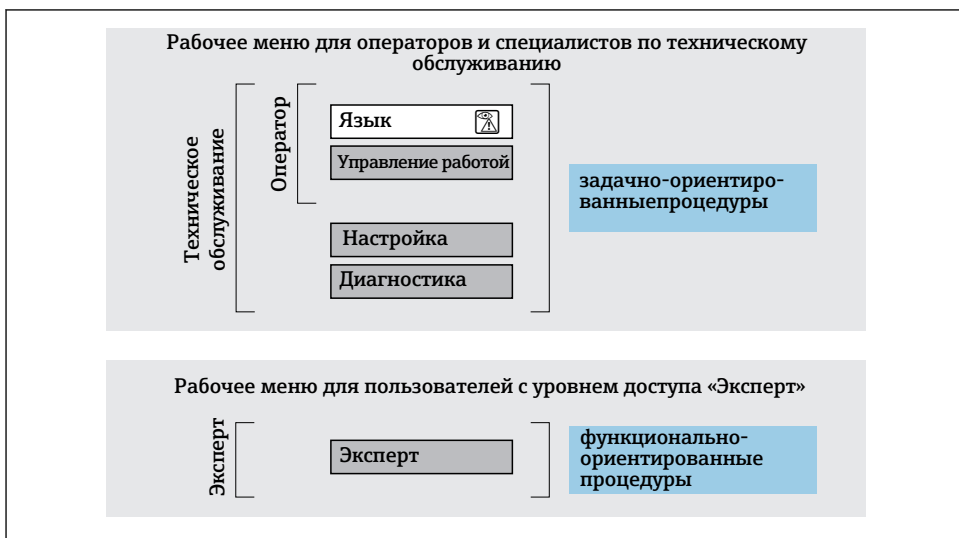 Рабочее меню для операторов и специалистов по техническому
обслуживанию
Техническое
обслуживание
Оператор
Язык
Управление работой
Настройка
Диагностика
задачно-ориентиро-
ванныепроцедуры
Рабочее меню для пользователей с уровнем доступа «Эксперт»
Эксперт
Эксперт
функционально-
ориентированные
процедуры